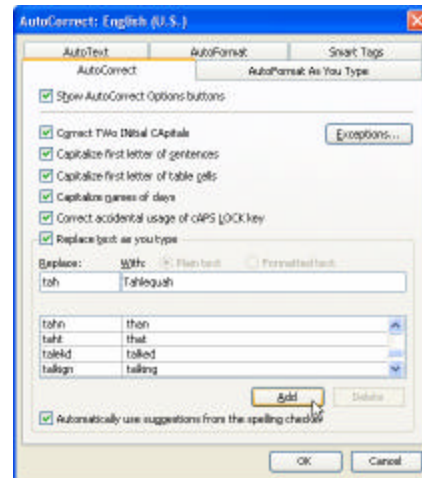 AutoCorrect: English (U.S.)
AutoText AutoFormat Smart Tags
AutoCorrect AutoFormat As You Type
Show AutoCorrect Options buttons
Correct TWo INitial CApitals Exceptions...
Capitalize first letter of sentences
Capitalize first letter of table cells
Capitalize names of days
Correct accidental usage of cAPS LOCK key
Replace text as you type
Replace: With: Plain text Formatted text
tah Tahlequah
tahn than
taht that
talekd talked
talkign talking
Add Delete
Automatically use suggestions from the spelling checker
OK Cancel